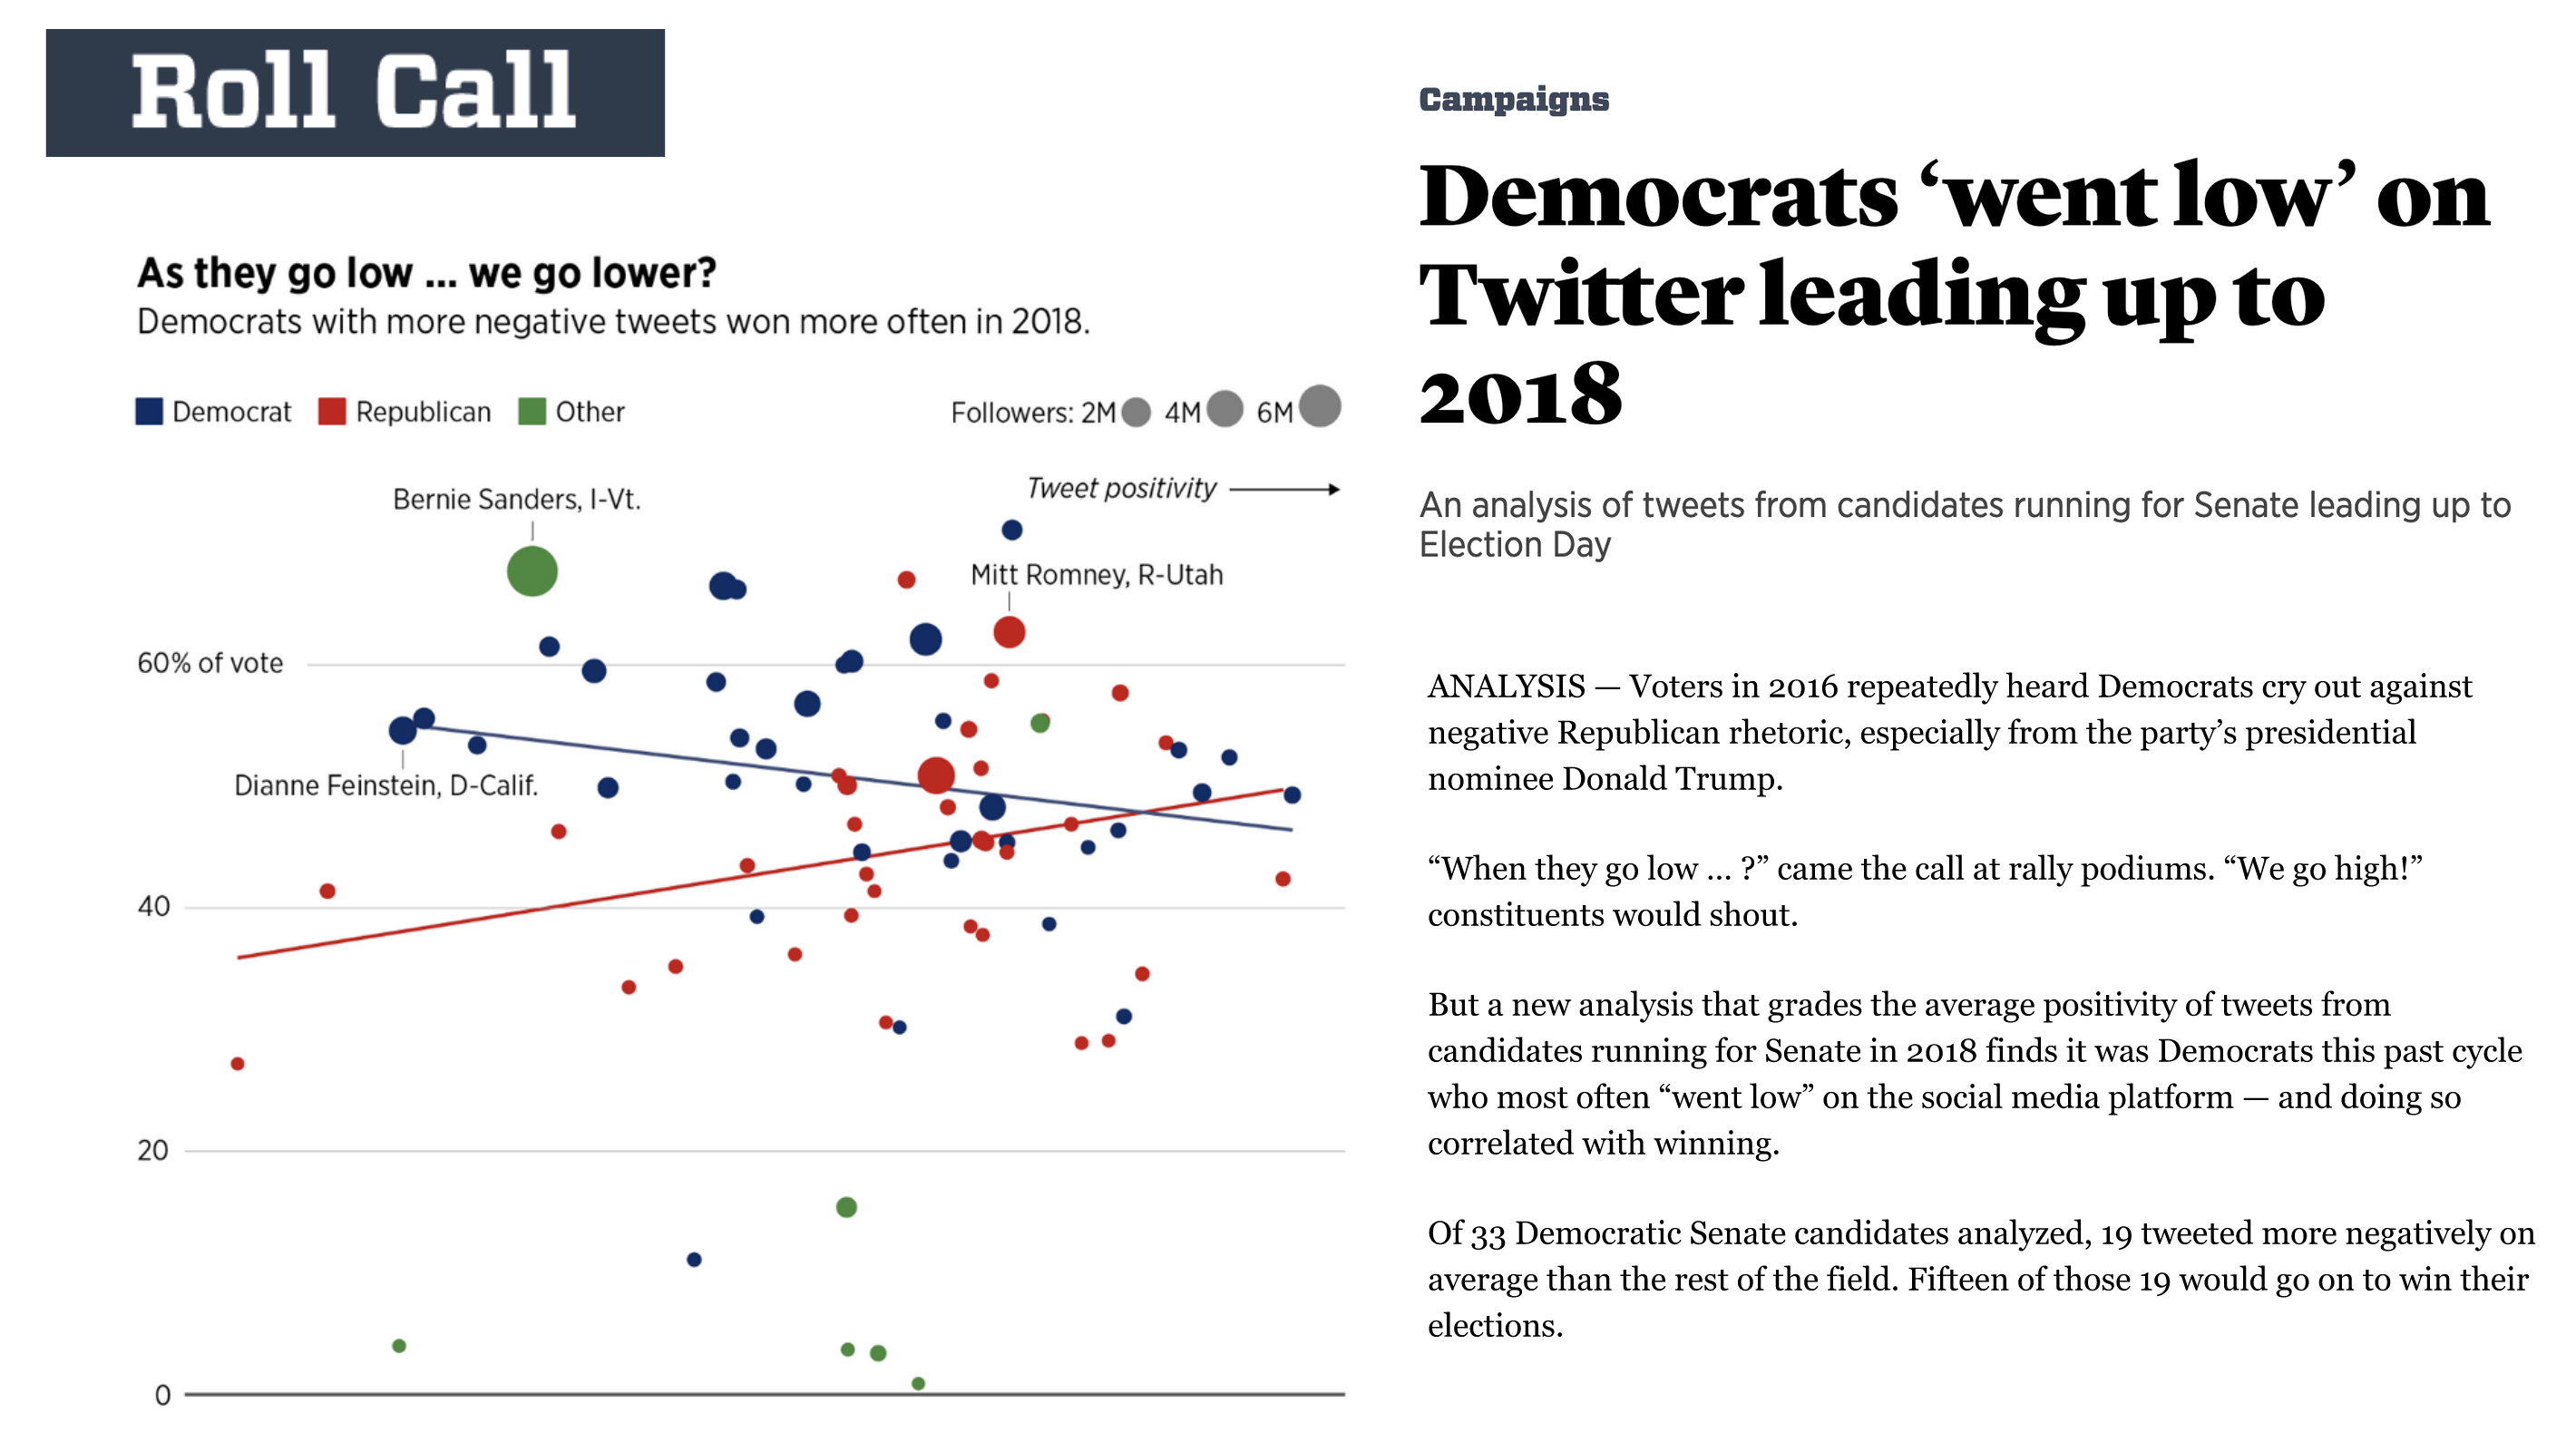 Roll Call
As they go low ... we go lower?
Democrats with more negative tweets won more often in 2018.
Democrat Republican Other
Followers: 2M 4M 6M
Tweet positivity
Bernie Sanders, I-Vt.
Mitt Romney, R-Utah
60% of vote
Dianne Feinstein, D-Calif.
40
20
0
Campaigns
Democrats ‘went low’ on
Twitter leading up to
2018
An analysis of tweets from candidates running for Senate leading up to
Election Day
ANALYSIS — Voters in 2016 repeatedly heard Democrats cry out against
negative Republican rhetoric, especially from the party’s presidential
nominee Donald Trump.
“When they go low ... ?” came the call at rally podiums. “We go high!”
constituents would shout.
But a new analysis that grades the average positivity of tweets from
candidates running for Senate in 2018 finds it was Democrats this past cycle
who most often “went low” on the social media platform — and doing so
correlated with winning.
Of 33 Democratic Senate candidates analyzed, 19 tweeted more negatively on
average than the rest of the field. Fifteen of those 19 would go on to win their
elections.